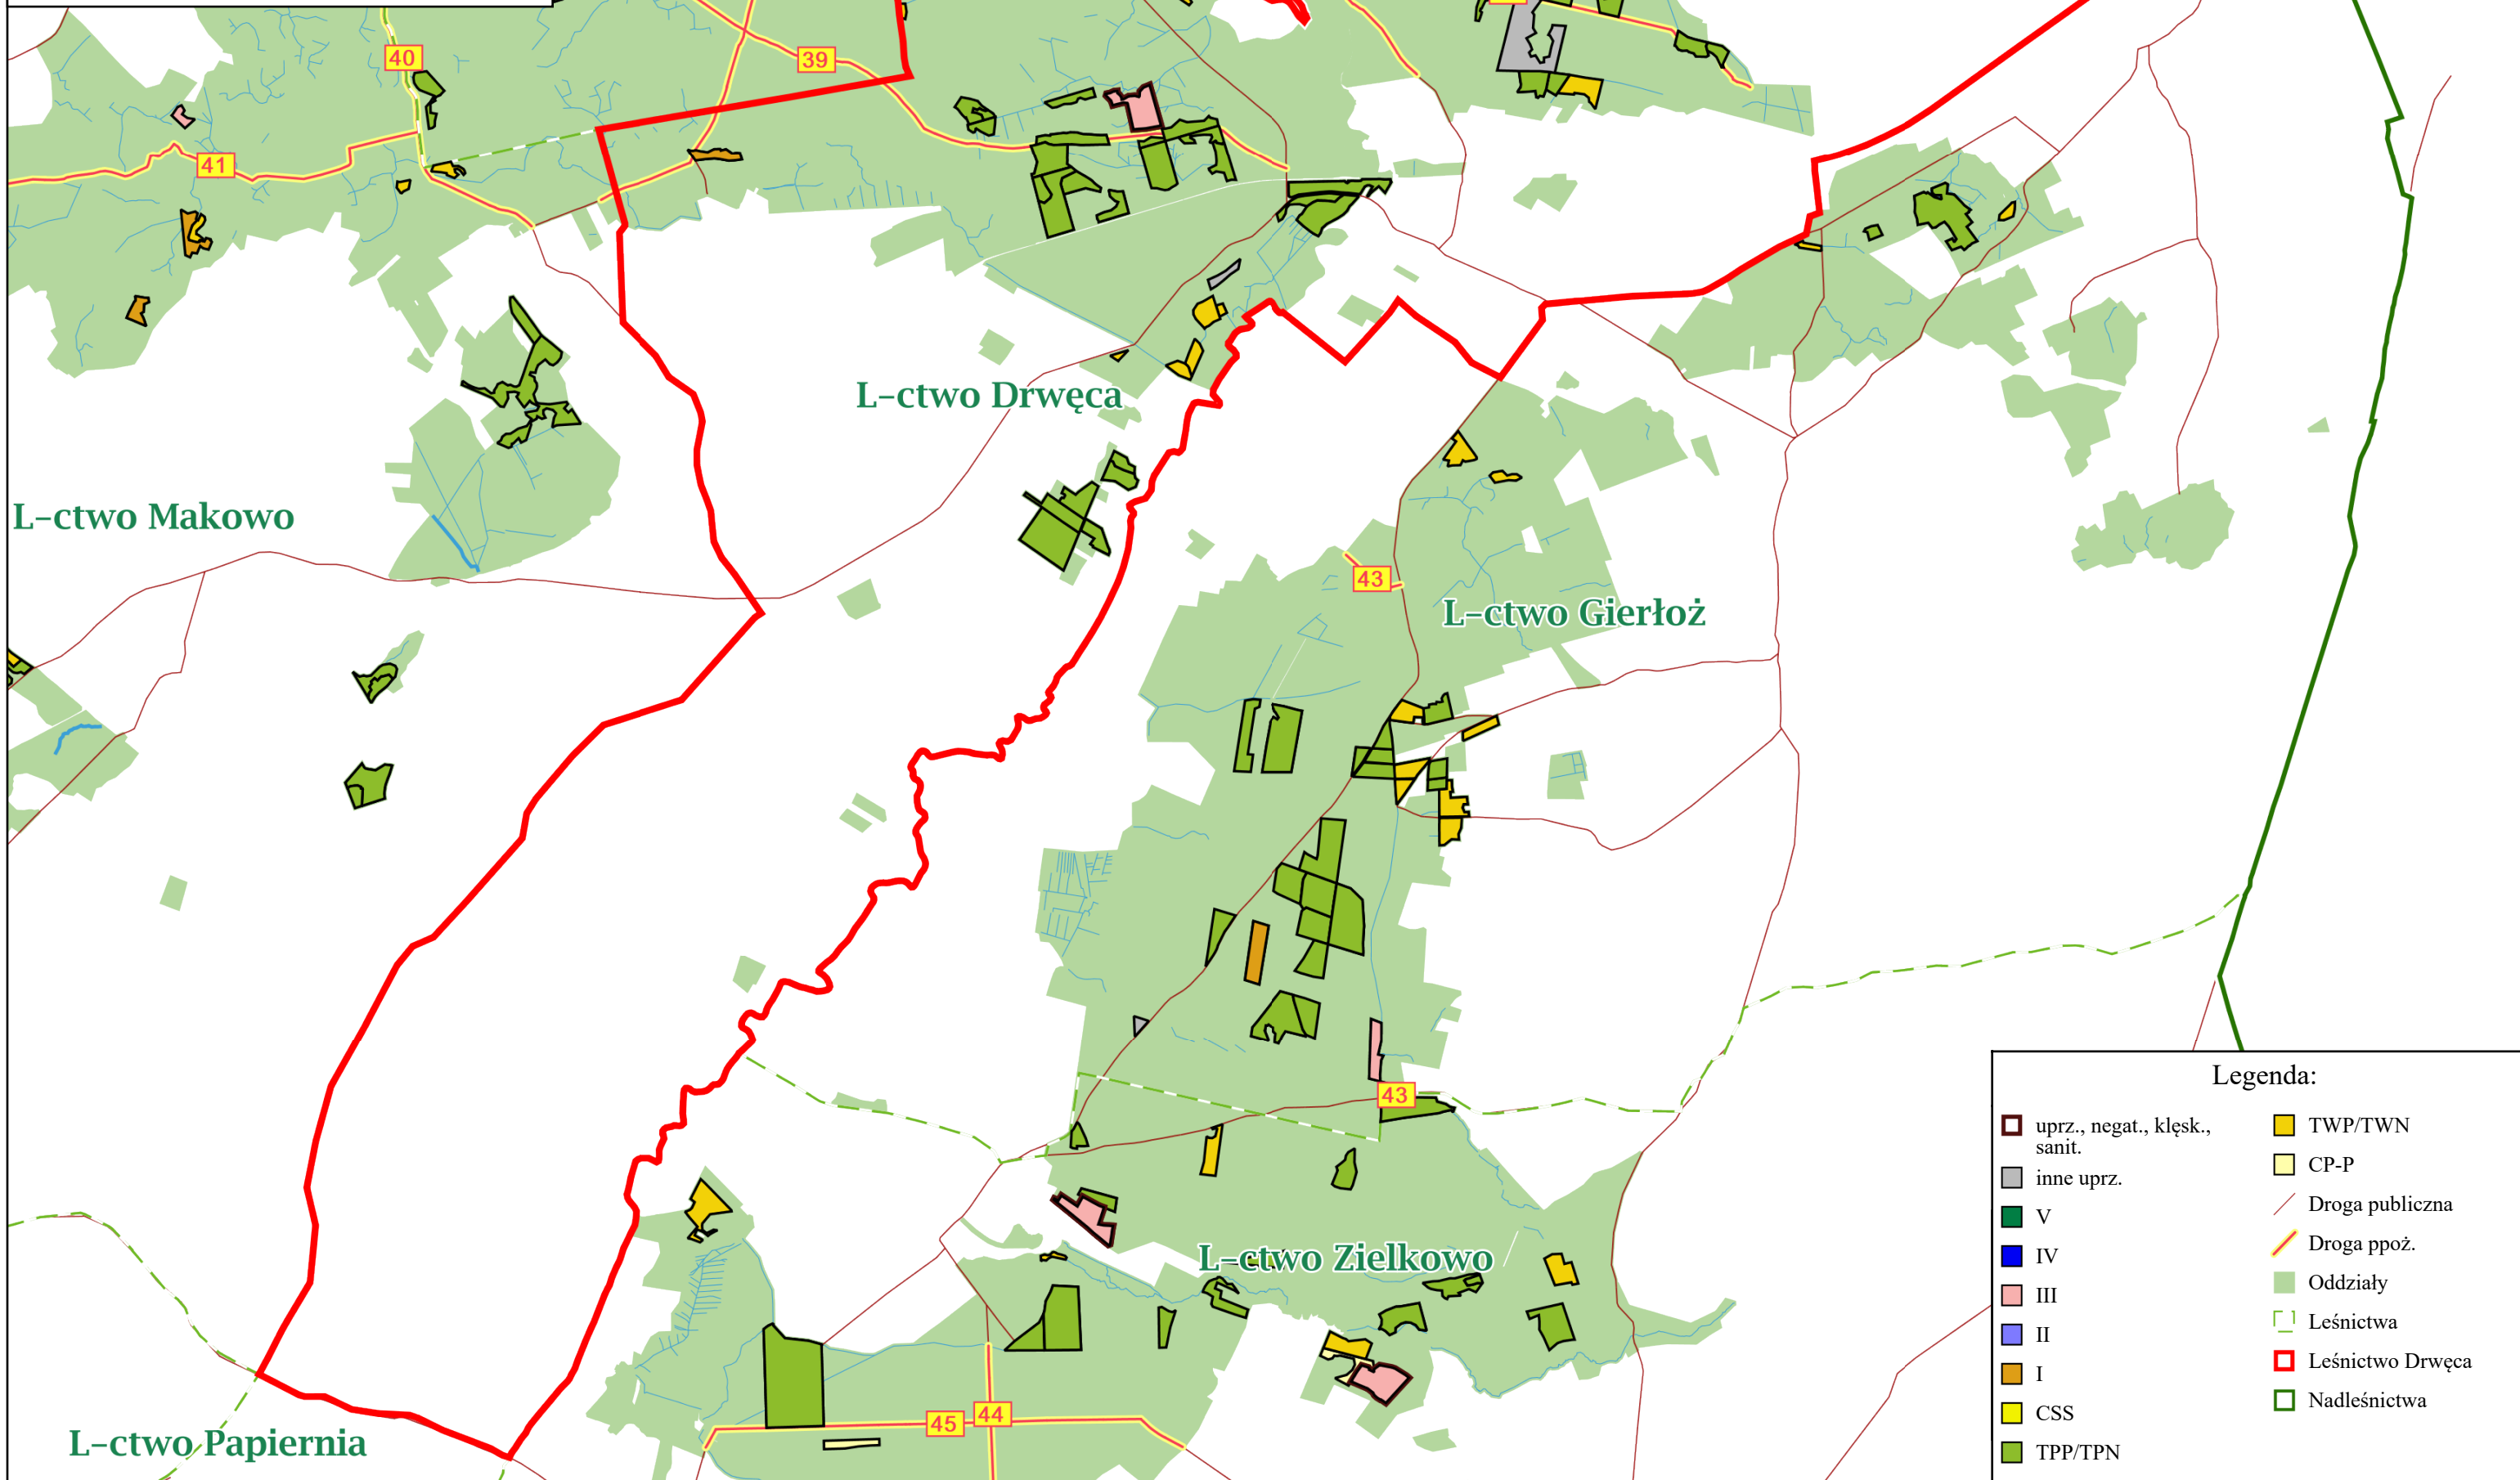 40
39
41
L-ctwo Drwęca
L-ctwo Makowo
43
L-ctwo Gierłoż
43
L-ctwo Zielkowo
45
44
L-ctwo Papiernia
Legenda:
uprz., negat., klęsk.,
sanit.
inne uprz.
V
IV
III
II
I
CSS
TPP/TPN
TWP/TWN
CP-P
Droga publiczna
Droga ppoż.
Oddziały
Leśnictwa
Leśnictwo Drwęca
Nadleśnictwa